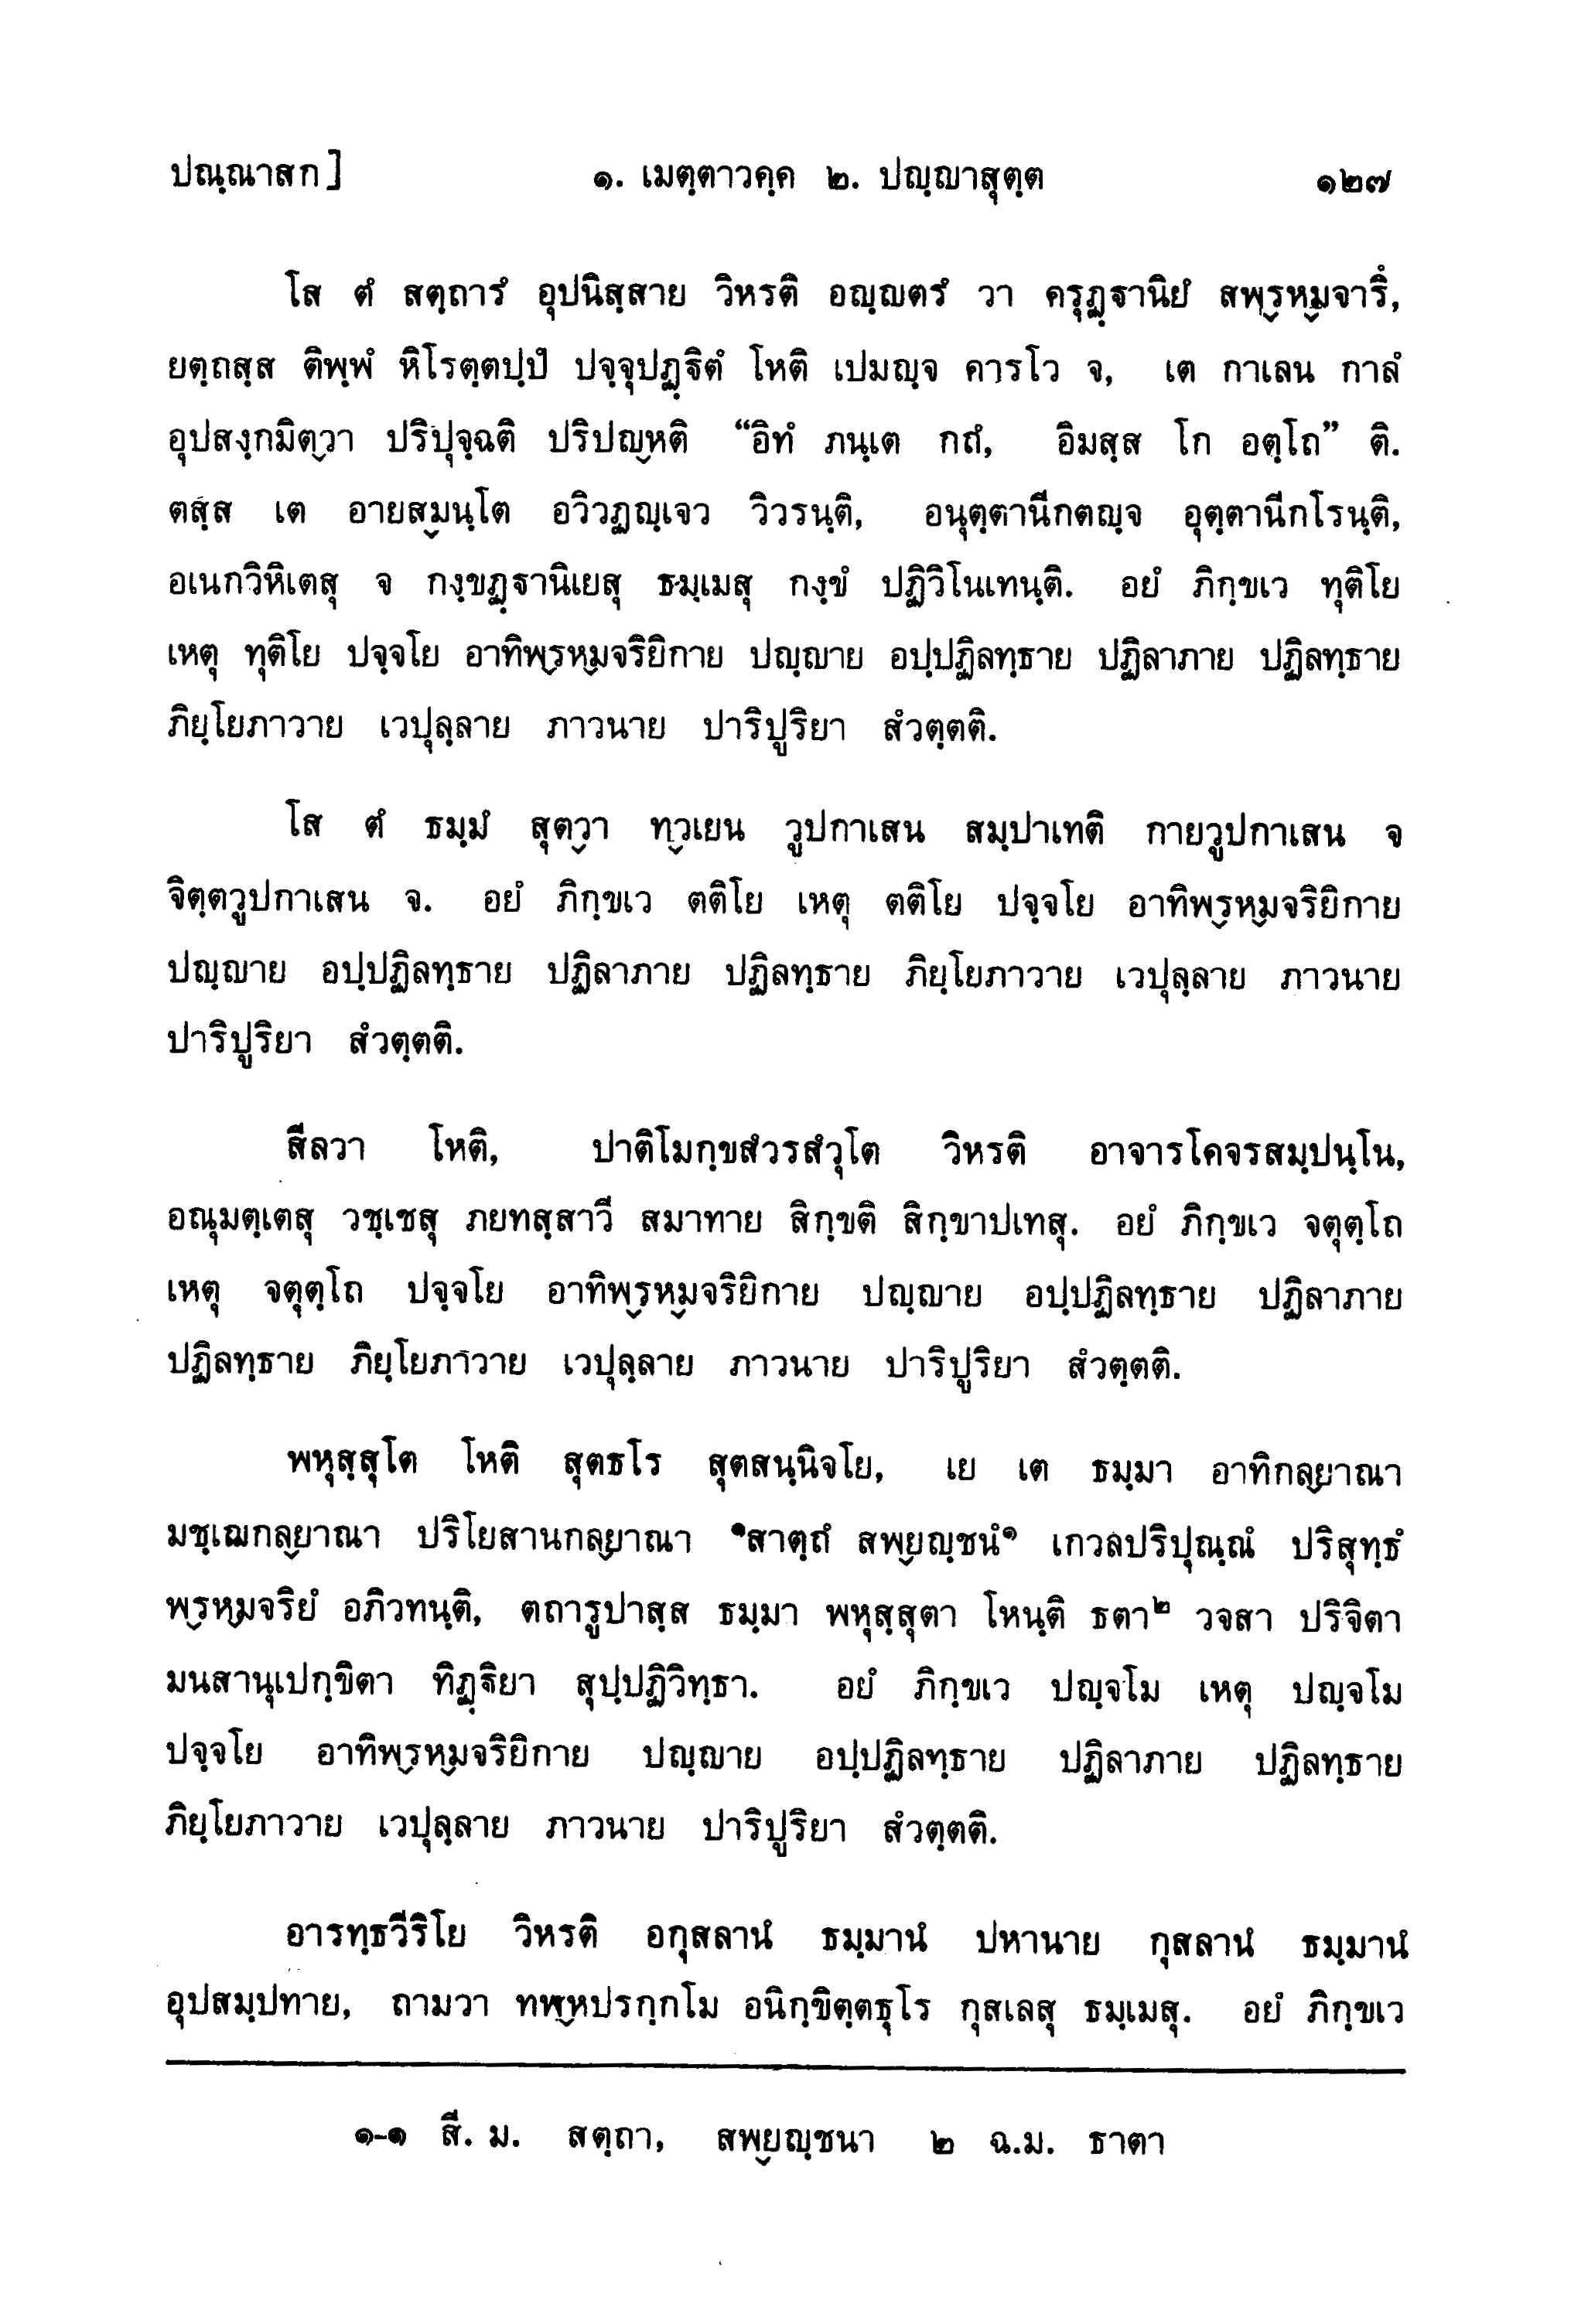 ปณฺณาสก] ๑. เมตฺตาวคฺค ๒. ปญฺญาสุตฺต ๑๒๗
โส ตํ สตฺถารํ อุปนิสฺสาย วิหรติ อญฺญตรํ วา ครุฏฺฐานิยํ สพฺรหฺมจารึ,
ยตฺถสฺส ติพฺพํ หิโรตฺตปฺปํ ปจฺจุปฏฺฐิตํ โหติ เปมญฺจ คารโว จ, เต กาเลน กาลํ
อุปสงฺกมิตฺวา ปริปุจฺฉติ ปริปญฺหติ “อิทํ ภนฺเต กถํ, อิมสฺส โก อตฺโถ” ติ.
ตสฺส เต อายสฺมนฺโต อวิวฏญฺเจว วิวรนฺติ, อนุตฺตานีกตญฺจ อุตฺตานีกโรนฺติ,
อเนกวิหิเตสุ จ กงฺขฏฺฐานิเยสุ ธมฺเมสุ กงฺขํ ปฏิวิโนเทนฺติ. อยํ ภิกฺขเว ทุติโย
เหตุ ทุติโย ปจฺจโย อาทิพฺรหฺมจริยิกาย ปญฺญาย อปฺปฏิลทฺธาย ปฏิลาภาย ปฏิลทฺธาย
ภิยฺโยภาวาย เวปุลฺลาย ภาวนาย ปาริปูริยา สํวตฺตติ.
โส ตํ ธมฺมํ สุตฺวา ทฺวเยน วูปกาเสน สมฺปาเทติ กายวูปกาเสน จ
จิตฺตวูปกาเสน จ. อยํ ภิกฺขเว ตติโย เหตุ ตติโย ปจฺจโย อาทิพฺรหฺมจริยิกาย
ปญฺญาย อปฺปฏิลทฺธาย ปฏิลาภาย ปฏิลทฺธาย ภิยฺโยภาวาย เวปุลฺลาย ภาวนาย
ปาริปูริยา สํวตฺตติ.
สีลวา โหติ, ปาติโมกฺขสํวรสํวุโต วิหรติ อาจารโคจรสมฺปนฺโน,
อณุมตฺเตสุ วชฺเชสุ ภยทสฺสาวี สมาทาย สิกฺขติ สิกฺขาปเทสุ. อยํ ภิกฺขเว จตุตฺโถ
เหตุ จตุตฺโถ ปจฺจโย อาทิพฺรหฺมจริยิกาย ปญฺญาย อปฺปฏิลทฺธาย ปฏิลาภาย
ปฏิลทฺธาย ภิยฺโยภาวาย เวปุลฺลาย ภาวนาย ปาริปูริยา สํวตฺตติ.
พหุสฺสุโต โหติ สุตธโร สุตสนฺนิจโย, เย เต ธมฺมา อาทิกลฺยาณา
มชฺเฌกลฺยาณา ปริโยสานกลฺยาณา ๑สาตฺถํ สพฺยญฺชนํ๑ เกวลปริปุณฺณํ ปริสุทฺธํ
พฺรหฺมจริยํ อภิวทนฺติ, ตถารูปาสฺส ธมฺมา พหุสฺสุตา โหนฺติ ธตา๒ วจสา ปริจิตา
มนสานุเปกฺขิตา ทิฏฺฐิยา สุปฺปฏิวิทฺธา. อยํ ภิกฺขเว ปญฺจโม เหตุ ปญฺจโม
ปจฺจโย อาทิพฺรหฺมจริยิกาย ปญฺญาย อปฺปฏิลทฺธาย ปฏิลาภาย ปฏิลทฺธาย
ภิยฺโยภาวาย เวปุลฺลาย ภาวนาย ปาริปูริยา สํวตฺตติ.
อารทฺธวีริโย วิหรติ อกุสลานํ ธมฺมานํ ปหานาย กุสลานํ ธมฺมานํ
อุปสมฺปทาย, ถามวา ทฬฺหปรกฺกโม อนิกฺขิตฺตธุโร กุสเลสุ ธมฺเมสุ. อยํ ภิกฺขเว
๑-๑ สี. ม. สตฺถา, สพฺยญฺชนา ๒ ฉ.ม. ธาตา